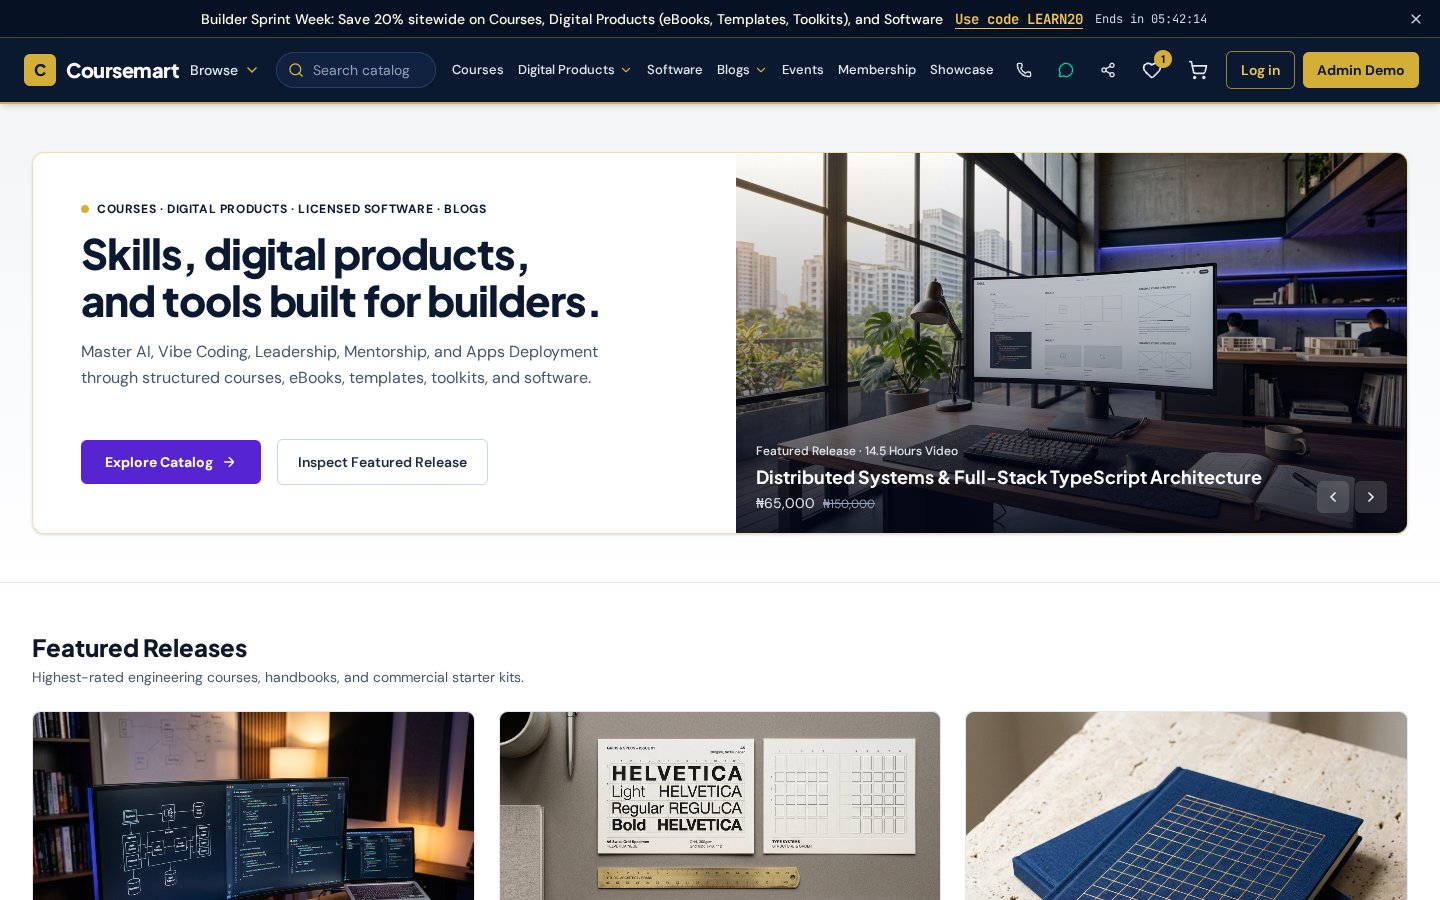 Builder Sprint Week: Save 20% sitewide on Courses, Digital Products (eBooks, Templates, Toolkits), and Software Use code LEARN20 Ends in 05:42:14
C Coursemart Browse Search catalog Courses Digital Products Software Blogs Events Membership Showcase 1 Log in Admin Demo
COURSES · DIGITAL PRODUCTS · LICENSED SOFTWARE · BLOGS
Skills, digital products,
and tools built for builders.
Master AI, Vibe Coding, Leadership, Mentorship, and Apps Deployment
through structured courses, eBooks, templates, toolkits, and software.
Explore Catalog
Inspect Featured Release
Featured Release · 14.5 Hours Video
Distributed Systems & Full-Stack TypeScript Architecture
₦65,000 ₦150,000
Featured Releases
Highest-rated engineering courses, handbooks, and commercial starter kits.
HELVETICA
Light HELVETICA
Regular REGULCA
Bold HELVETICA